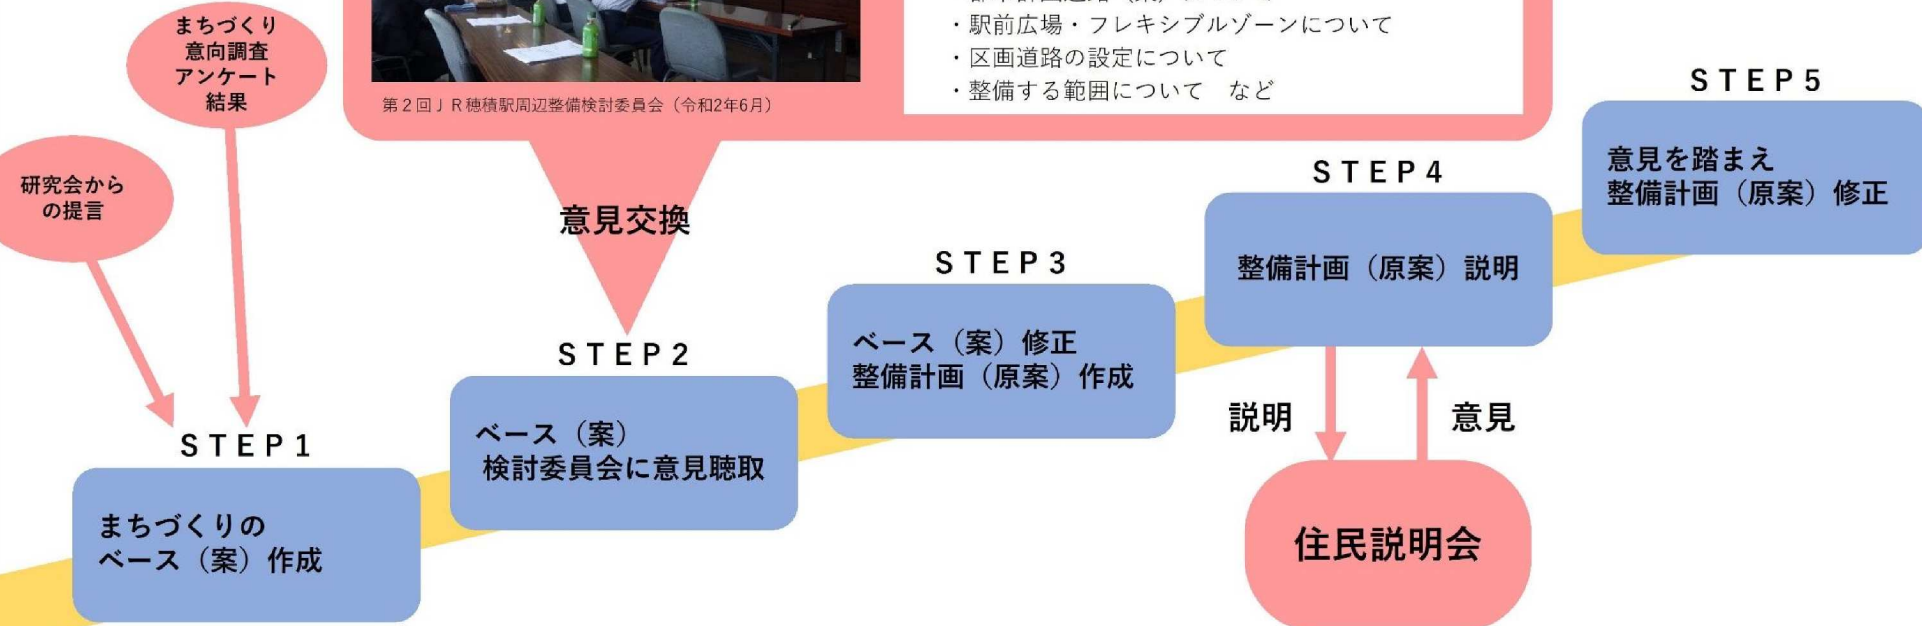 まちづくり
意向調査
アンケート
結果
研究会から
の提言
第2回JR穂積駅周辺整備検討委員会（令和2年6月）
・駅前広場・フレキシブルゾーンについて
・区画道路の設定について
・整備する範囲について　など
意見交換
STEP1
まちづくりの
ベース（案）作成
STEP2
ベース（案）
検討委員会に意見聴取
STEP3
ベース（案）修正
整備計画（原案）作成
STEP4
整備計画（原案）説明
説明
意見
住民説明会
STEP5
意見を踏まえ
整備計画（原案）修正